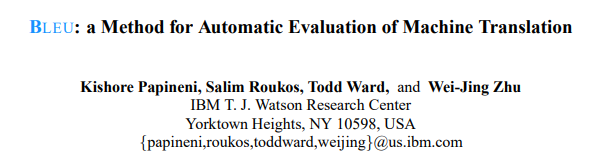 BLEU: a Method for Automatic Evaluation of Machine Translation
Kishore Papineni, Salim Roukos, Todd Ward, and Wei-Jing Zhu
IBM T. J. Watson Research Center
Yorktown Heights, NY 10598, USA
{papineni,roukos,toddward,weijing}@us.ibm.com